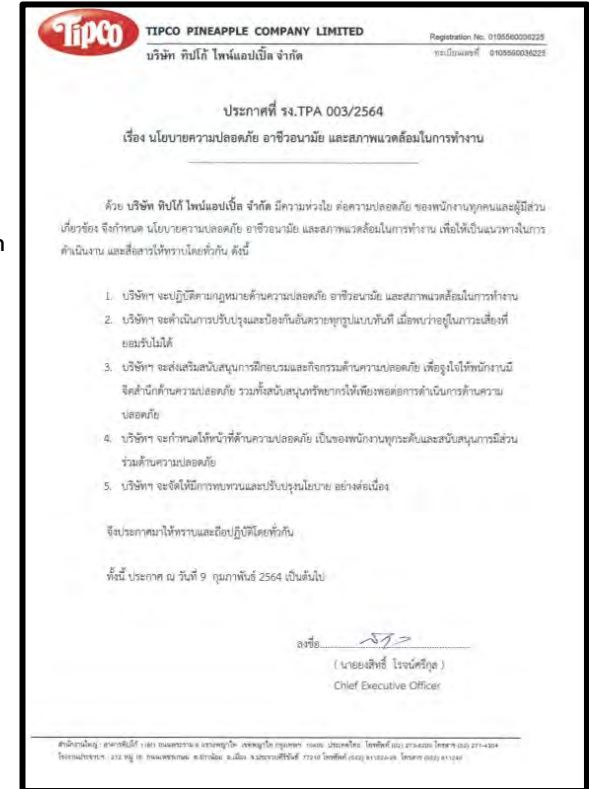 TIPCO
TIPCO PINEAPPLE COMPANY LIMITED
บริษัท ทิปโก้ ไพน์แอปเปิ้ล จำกัด
Registration No. 0105560036225
ทะเบียนเลขที่ 0105560036225
ประกาศที่ รง.TPA 003/2564
เรื่อง นโยบายความปลอดภัย อาชีวอนามัย และสภาพแวดล้อมในการทำงาน
ด้วย บริษัท ทิปโก้ ไพน์แอปเปิ้ล จำกัด มีความห่วงใย ต่อความปลอดภัย ของพนักงานทุกคนและผู้มีส่วน
เกี่ยวข้อง จึงกำหนด นโยบายความปลอดภัย อาชีวอนามัย และสภาพแวดล้อมในการทำงาน เพื่อให้เป็นแนวทางในการ
ดำเนินงาน และสื่อสารให้ทราบโดยทั่วกัน ดังนี้
1. บริษัทฯ จะปฏิบัติตามกฎหมายด้านความปลอดภัย อาชีวอนามัย และสภาพแวดล้อมในการทำงาน
2. บริษัทฯ จะดำเนินการปรับปรุงและป้องกันอันตรายทุกรูปแบบทันที เมื่อพบว่าอยู่ในภาวะเสี่ยงที่
ยอมรับไม่ได้
3. บริษัทฯ จะส่งเสริมสนับสนุนการฝึกอบรมและกิจกรรมด้านความปลอดภัย เพื่อจูงใจให้พนักงานมี
จิตสำนึกด้านความปลอดภัย รวมทั้งสนับสนุนทรัพยากรให้เพียงพอต่อการดำเนินการด้านความ
ปลอดภัย
4. บริษัทฯ จะกำหนดให้หน้าที่ด้านความปลอดภัย เป็นของพนักงานทุกระดับและสนับสนุนการมีส่วน
ร่วมด้านความปลอดภัย
5. บริษัทฯ จะจัดให้มีการทบทวนและปรับปรุงนโยบาย อย่างต่อเนื่อง
จึงประกาศมาให้ทราบและถือปฏิบัติโดยทั่วกัน
ทั้งนี้ ประกาศ ณ วันที่ 9 กุมภาพันธ์ 2564 เป็นต้นไป
ลงชื่อ
( นายยงสิทธิ์ โรจน์ศรีกุล )
Chief Executive Officer